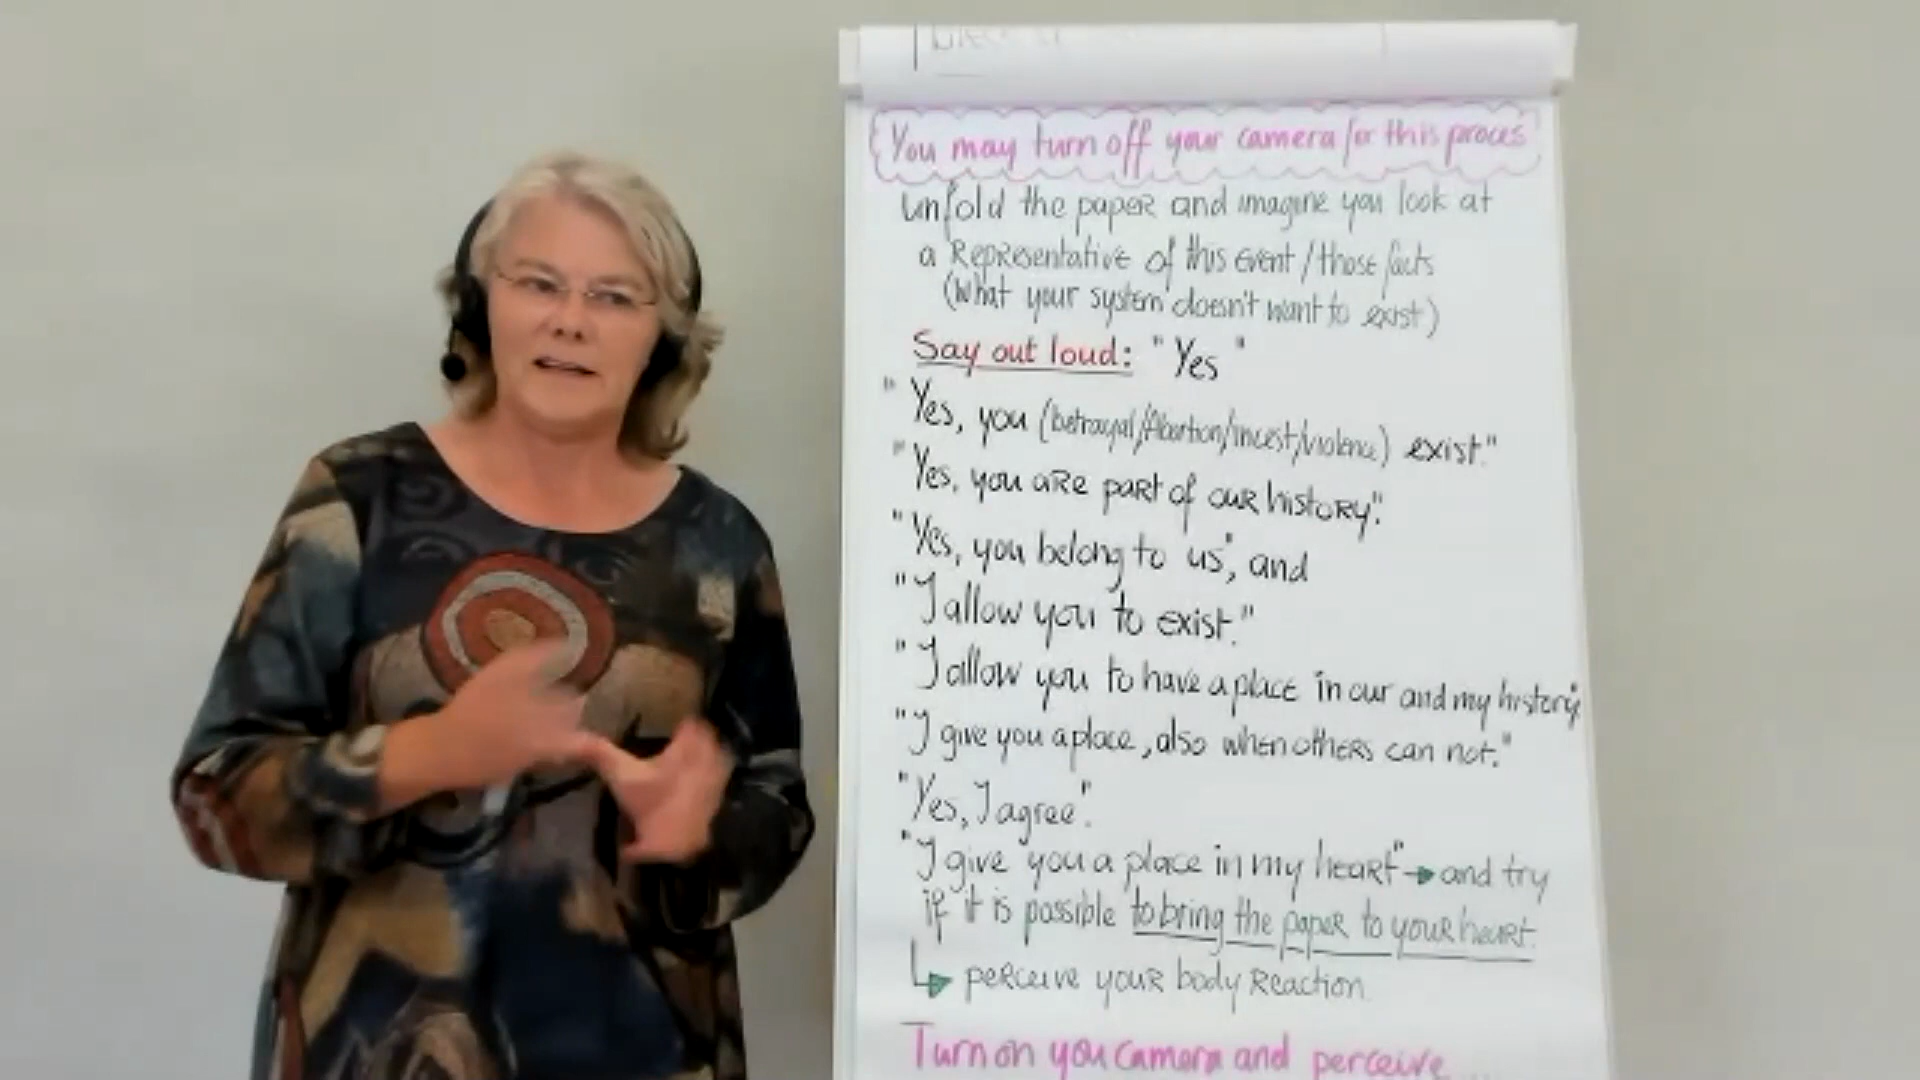 You may turn off your camera for this proces
unfold the paper and imagine you look at
a Representative of this event / those facts
(What your system doesn't want to exist)
Say out loud: "Yes"
"Yes, you (betrayal/Abortion/incest/violence) exist."
"Yes, you are part of our history".
"Yes, you belong to us", and
"I allow you to exist."
"I allow you to have a place in our and my history."
"I give you a place, also when others can not."
"Yes, I agree".
"I give you a place in my heart" → and try
if it is possible to bring the paper to your heart.
↳ perceive your body Reaction.
Turn on you camera and perceive....